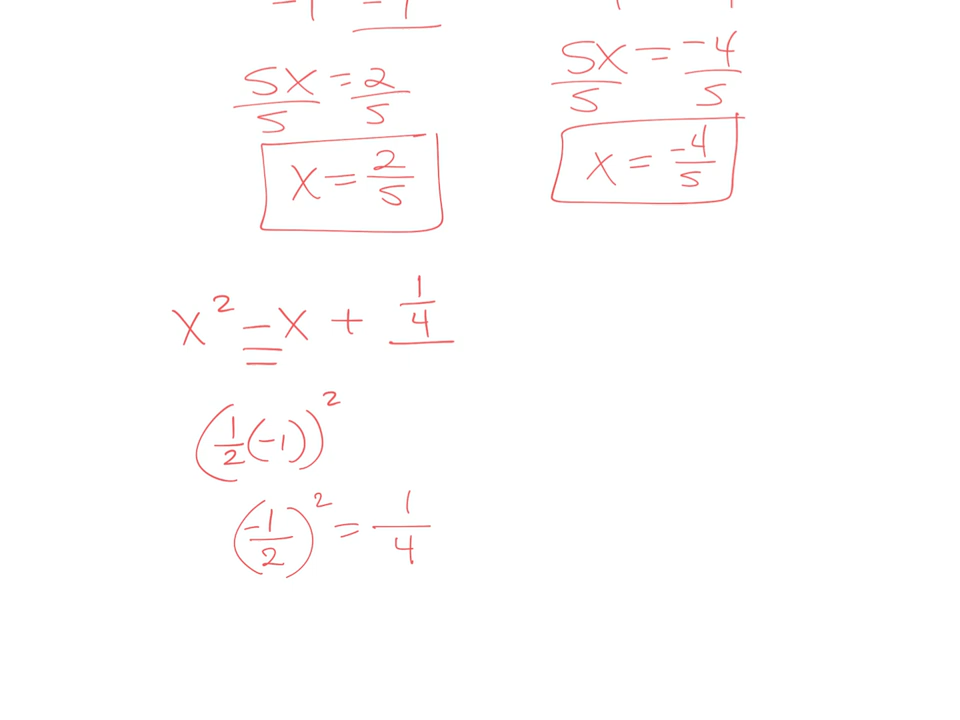 5x = 2
5 5
x = 2/5
5x = -4
5 5
x = -4/5
x² - x + 1/4
(1/2(-1))²
(-1/2)² = 1/4